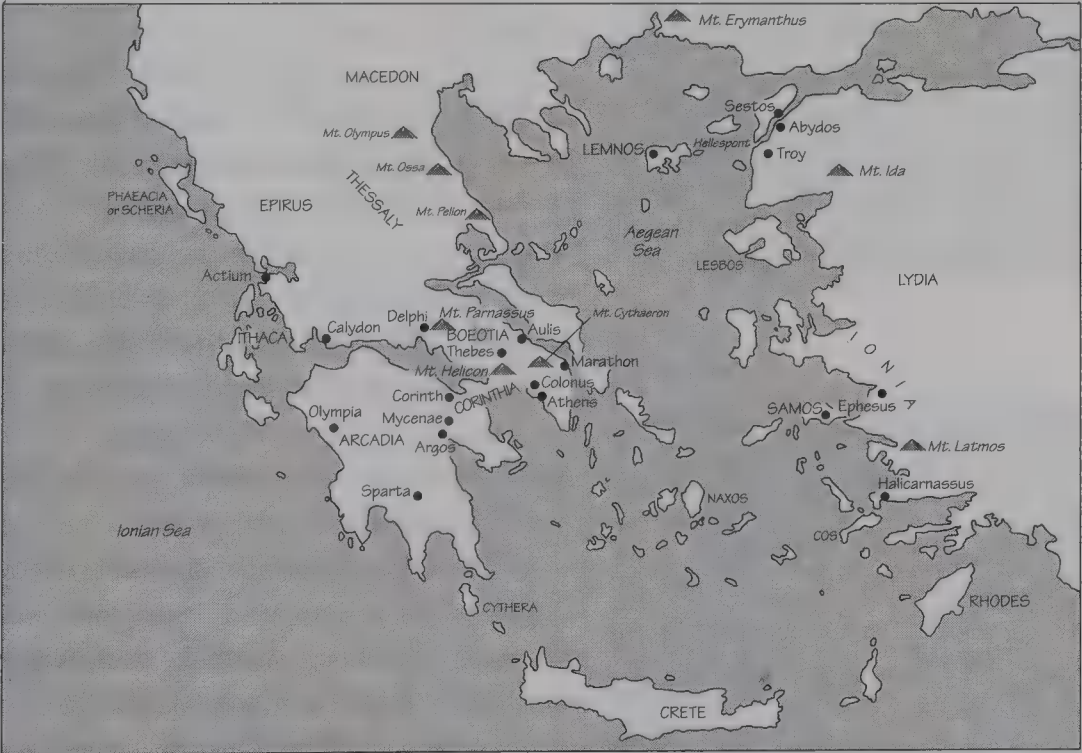 Mt. Erymanthus
MACEDON
Sestos
Abydos
Mt. Olympus
Hellespont
LEMNOS
Troy
Mt. Ossa
Mt. Ida
THESSALY
PHAEACIA
or SCHERIA
EPIRUS
Mt. Pelion
Aegean
Sea
LESBOS
Actium
LYDIA
Delphi
Mt. Parnassus
Mt. Cythaeron
Calydon
BOEOTIA
Aulis
ITHACA
Thebes
Marathon
IONIA
Mt. Helicon
Colonus
Corinth
CORINTHIA
Athens
Ephesus
Olympia
Mycenae
SAMOS
ARCADIA
Argos
Mt. Latmos
Sparta
Halicarnassus
NAXOS
Ionian Sea
COS
CYTHERA
RHODES
CRETE